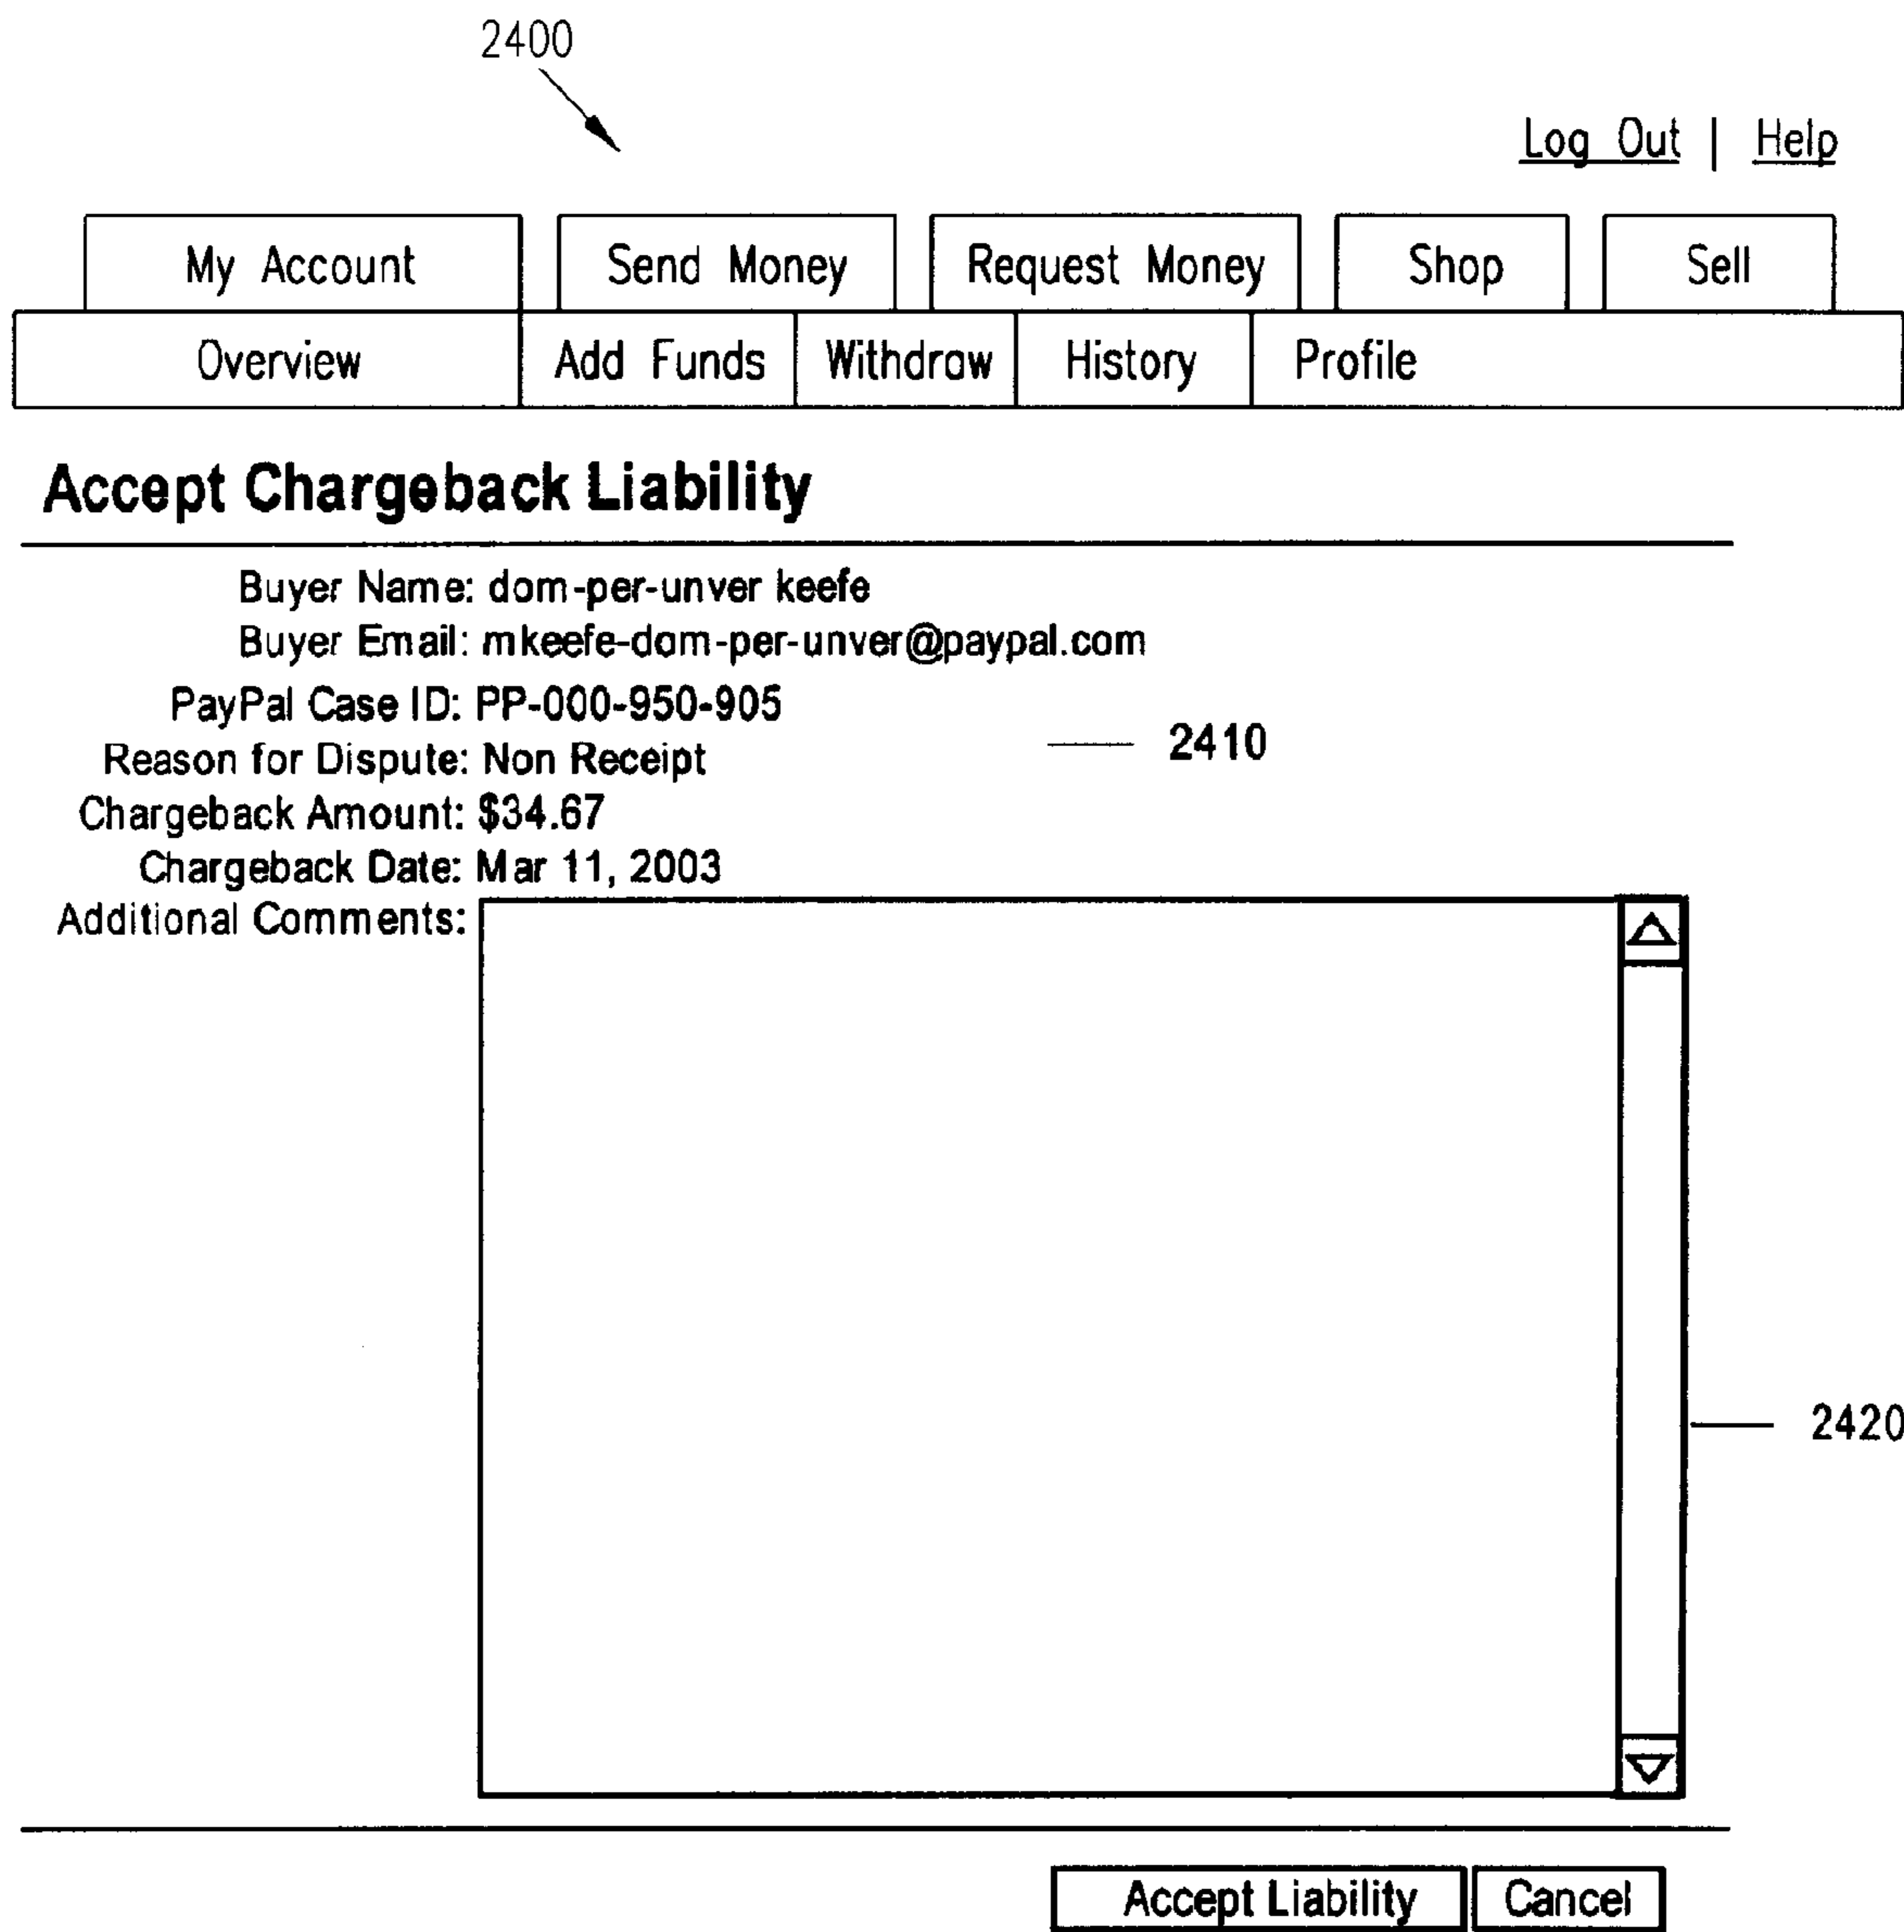 2400
Log Out | Help
My Account Send Money Request Money Shop Sell
Overview Add Funds Withdraw History Profile
Accept Chargeback Liability
Buyer Name: dom-per-unver keefe
Buyer Email: mkeefe-dom-per-unver@paypal.com
PayPal Case ID: PP-000-950-905
Reason for Dispute: Non Receipt
2410
Chargeback Amount: $34.67
Chargeback Date: Mar 11, 2003
Additional Comments:
2420
Accept Liability Cancel